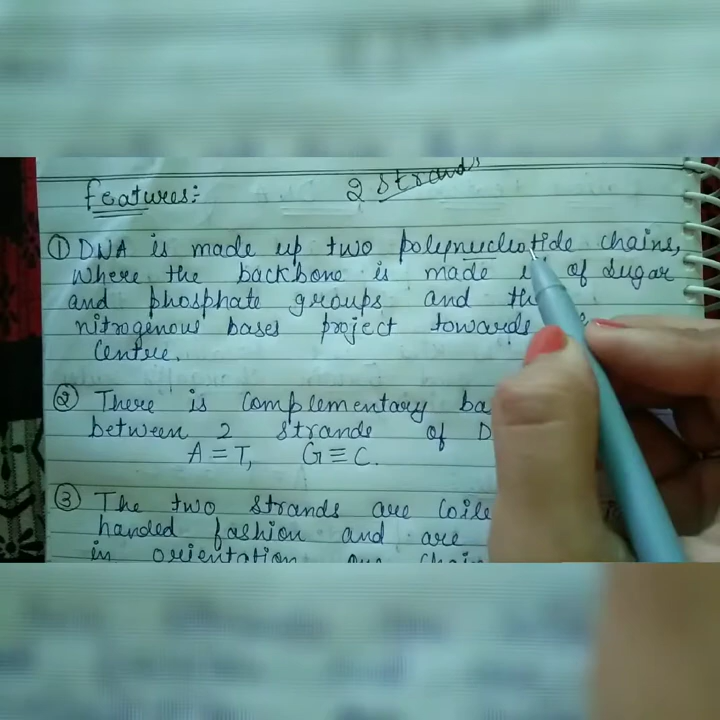 features:- 2 strands
① DNA is made up two polynucleotide chains,
where the backbone is made of sugar
and phosphate groups and
nitrogenous bases project towards
centre.
② There is complementary
between 2 strands of
A=T, G≡C.
③ The two strands are
handed fashion and are
in orientation